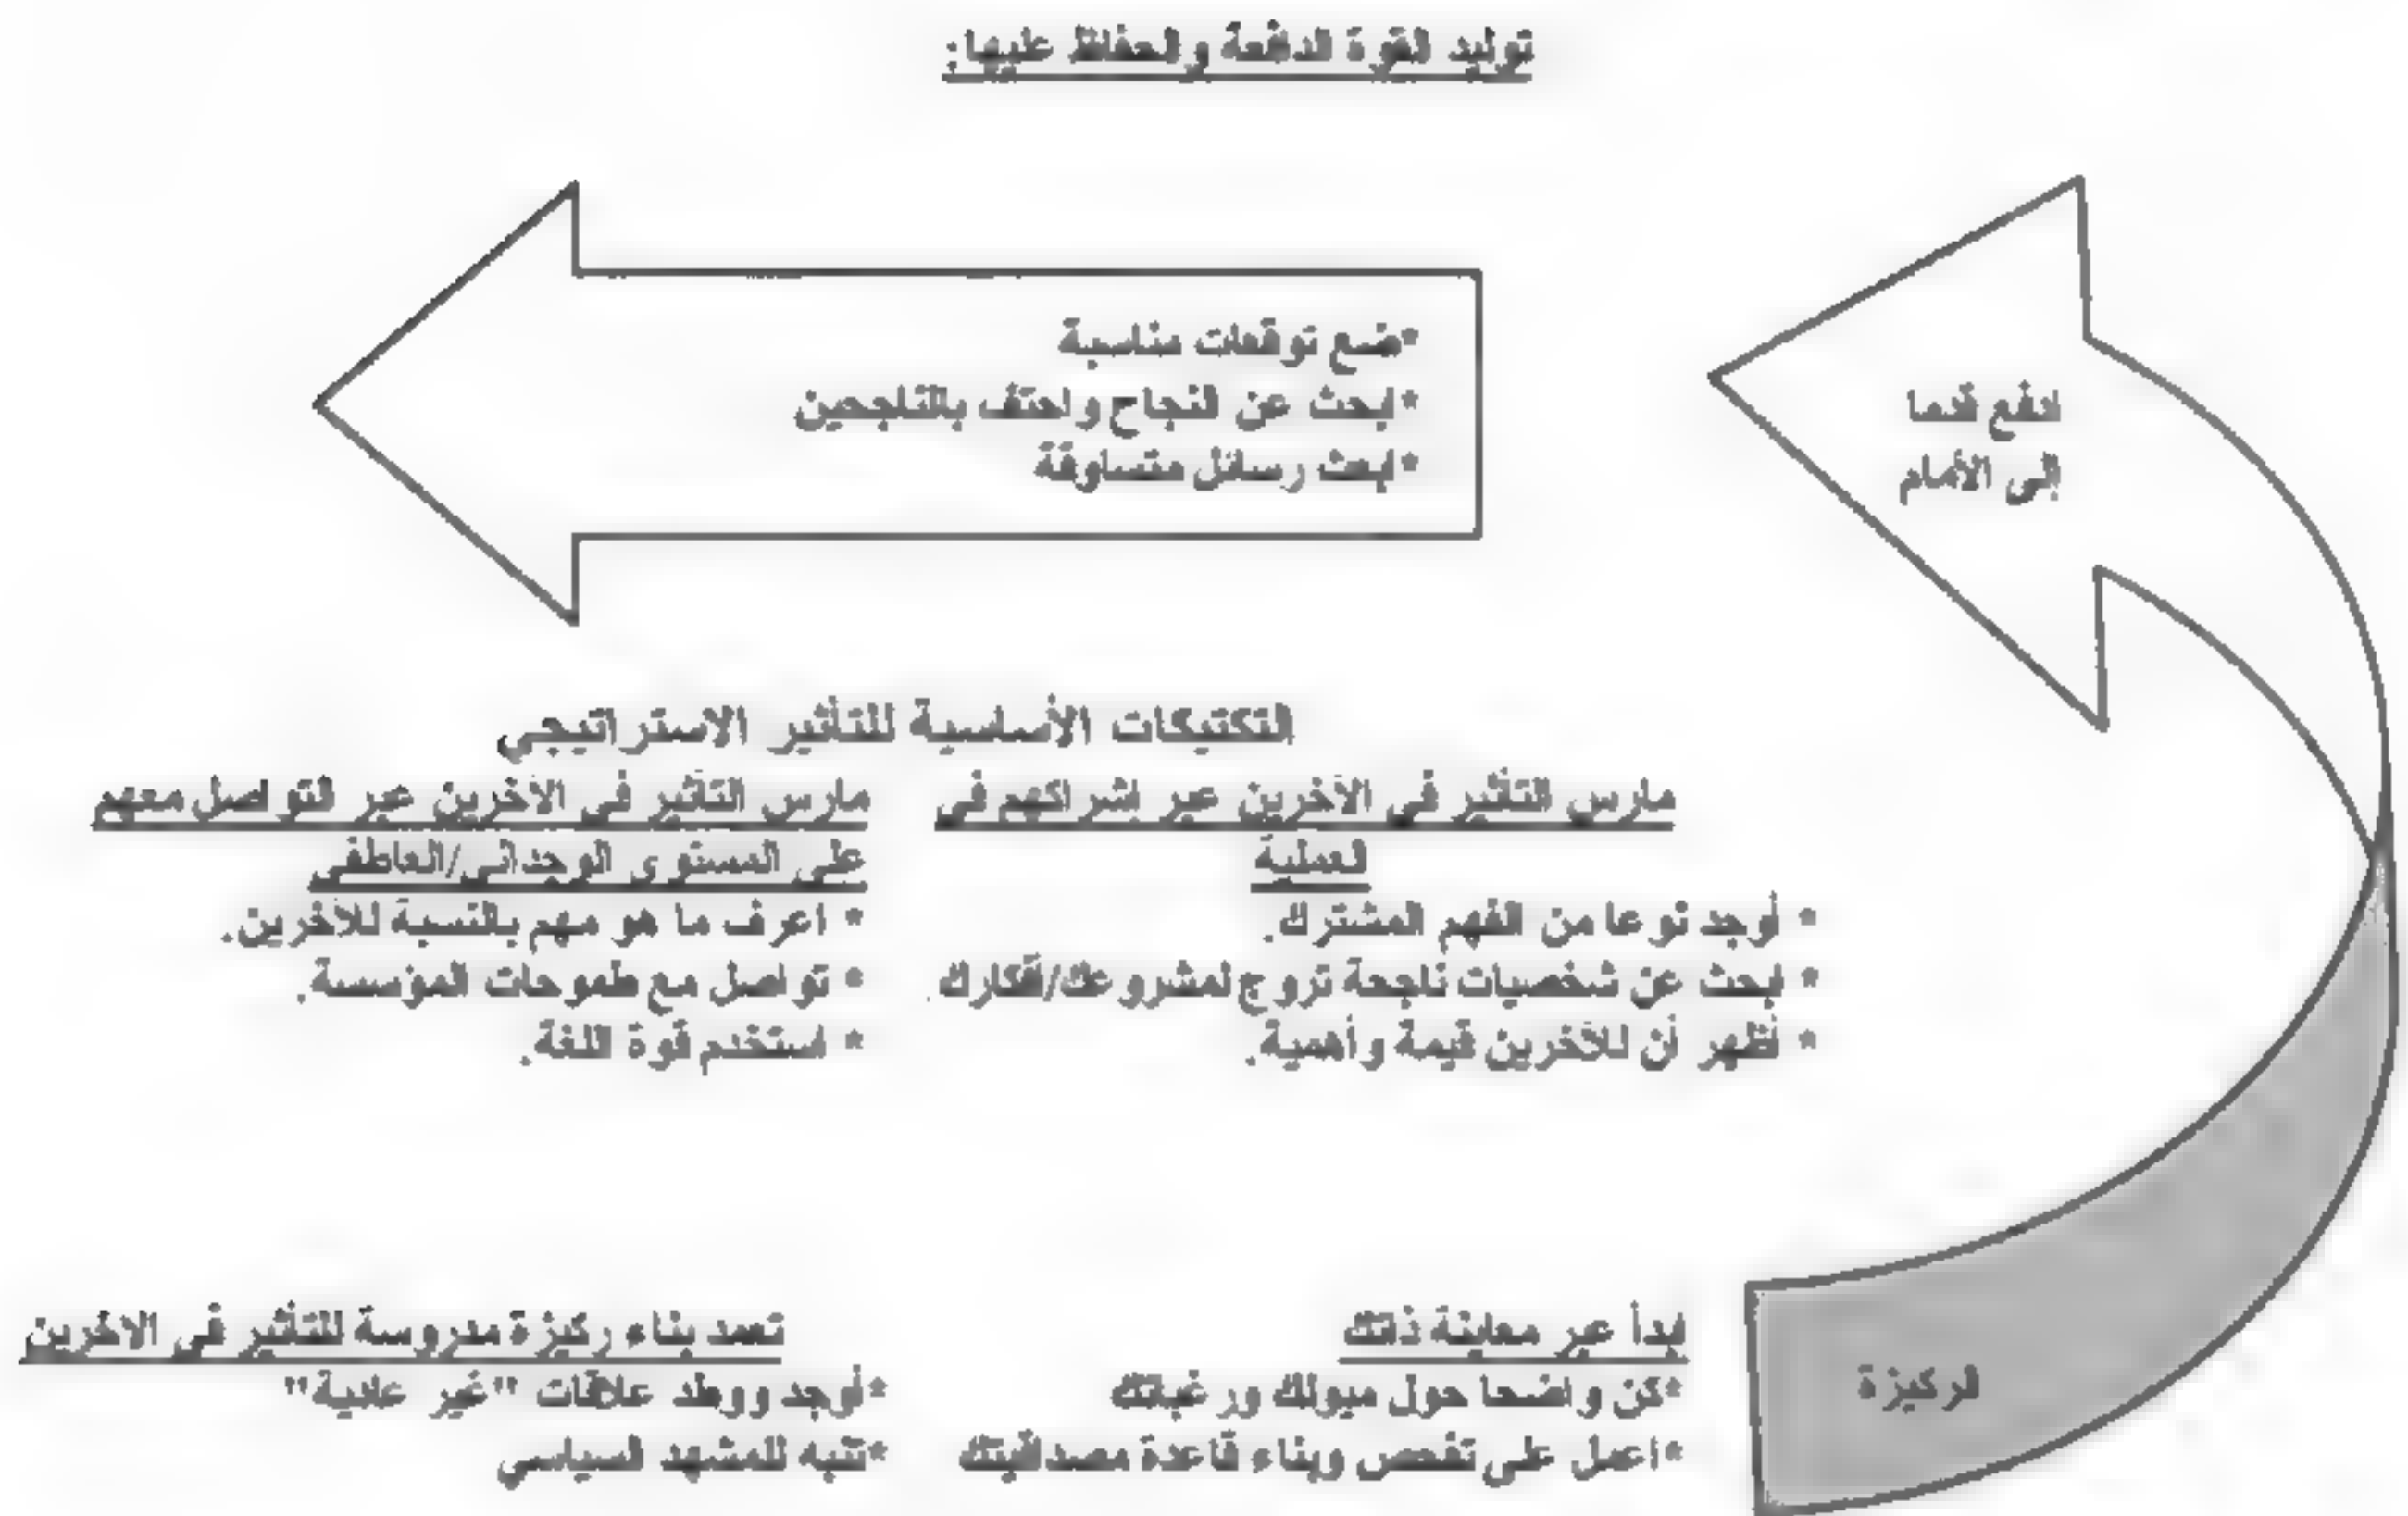 توليد القوة الدافعة والحفاظ عليها:
*ضع توقعات مناسبة
*ابحث عن النجاح واحتف بالناجحين
*ابعث رسائل متساوقة
ادفع قدما
إلى الأمام
التكتيكات الأساسية للتأثير الاستراتيجي
مارس التأثير في الآخرين عبر اشراكهم في
العملية
* أوجد نوعا من الفهم المشترك.
* ابحث عن شخصيات ناجحة تروج لمشروعك/أفكارك.
* أظهر أن للآخرين قيمة وأهمية.
مارس التأثير في الآخرين عبر التواصل معهم
على المستوى الوجداني/العاطفي
* اعرف ما هو مهم بالنسبة للآخرين.
* تواصل مع طموحات المؤسسة.
* استخدم قوة اللغة.
الركيزة
ابدأ عبر معاينة ذاتك
*كن واضحا حول ميولك ورغباتك
*اعمل على تفحص وبناء قاعدة مصداقيتك
تعمد بناء ركيزة مدروسة للتأثير في الاخرين
*أوجد ووطد علاقات "غير عادية"
*تنبه للمشهد السياسي